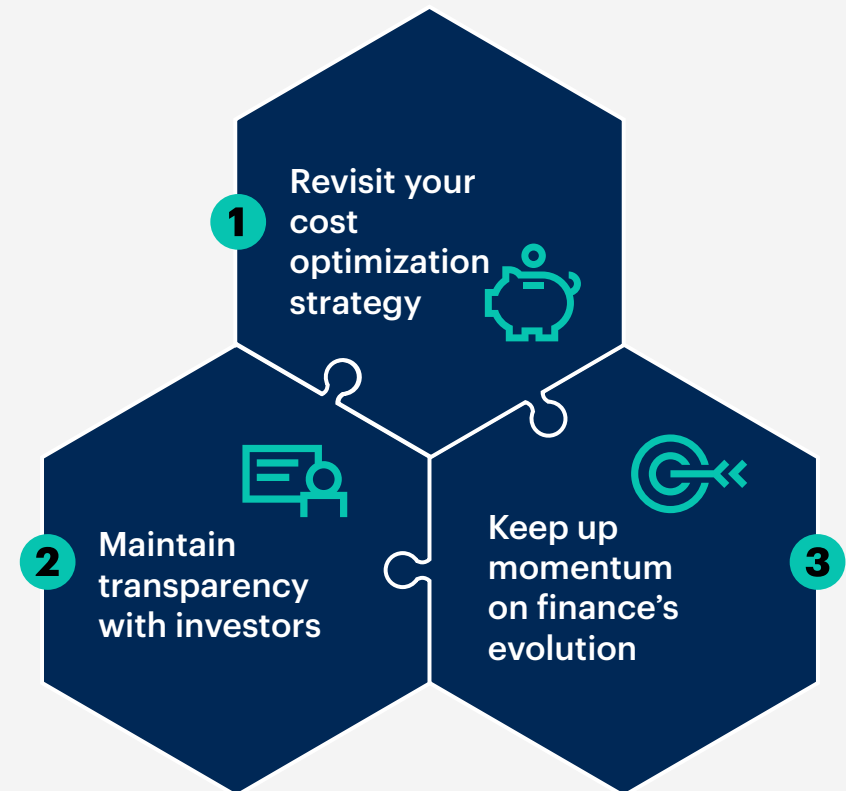 1
Revisit your
cost
optimization
strategy
2
Maintain
transparency
with investors
3
Keep up
momentum
on finance’s
evolution